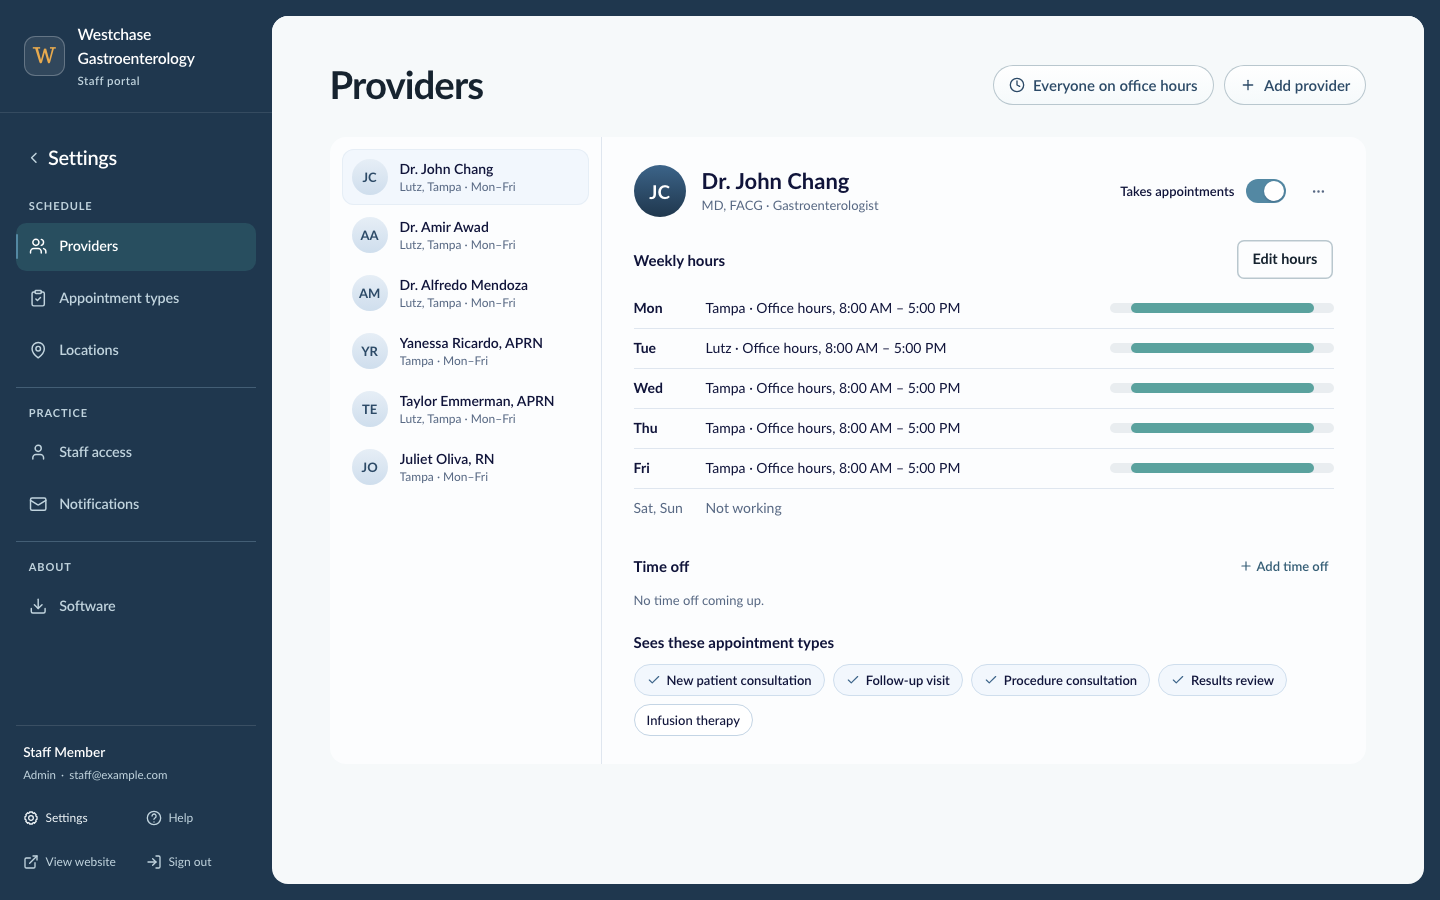 W
Westchase
Gastroenterology
Staff portal
Settings
SCHEDULE
Providers
Appointment types
Locations
PRACTICE
Staff access
Notifications
ABOUT
Software
Staff Member
Admin · staff@example.com
Settings
Help
View website
Sign out
Providers
Everyone on office hours
Add provider
JC
Dr. John Chang
Lutz, Tampa · Mon–Fri
AA
Dr. Amir Awad
Lutz, Tampa · Mon–Fri
AM
Dr. Alfredo Mendoza
Lutz, Tampa · Mon–Fri
YR
Yanessa Ricardo, APRN
Tampa · Mon–Fri
TE
Taylor Emmerman, APRN
Lutz, Tampa · Mon–Fri
JO
Juliet Oliva, RN
Tampa · Mon–Fri
JC
Dr. John Chang
MD, FACG · Gastroenterologist
Takes appointments
Weekly hours
Edit hours
Mon Tampa · Office hours, 8:00 AM – 5:00 PM
Tue Lutz · Office hours, 8:00 AM – 5:00 PM
Wed Tampa · Office hours, 8:00 AM – 5:00 PM
Thu Tampa · Office hours, 8:00 AM – 5:00 PM
Fri Tampa · Office hours, 8:00 AM – 5:00 PM
Sat, Sun Not working
Time off
Add time off
No time off coming up.
Sees these appointment types
New patient consultation
Follow-up visit
Procedure consultation
Results review
Infusion therapy